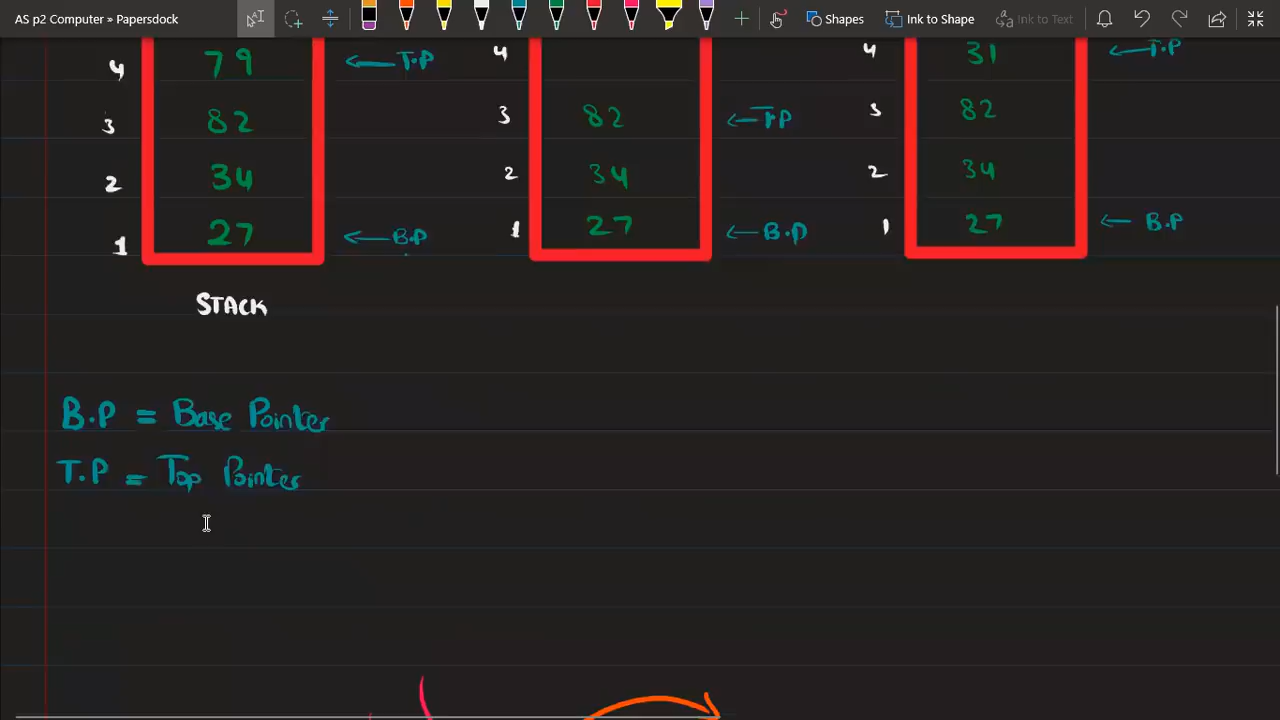 AS p2 Computer » Papersdock
Shapes
Ink to Shape
Ink to Text
4 79 ← T.P 4 4 31 ← T.P
3 82 3 82 ← T.P 3 82
2 34 2 34 2 34
1 27 ← B.P 1 27 ← B.P 1 27 ← B.P
STACK
B.P = Base Pointer
T.P = Top Pointer